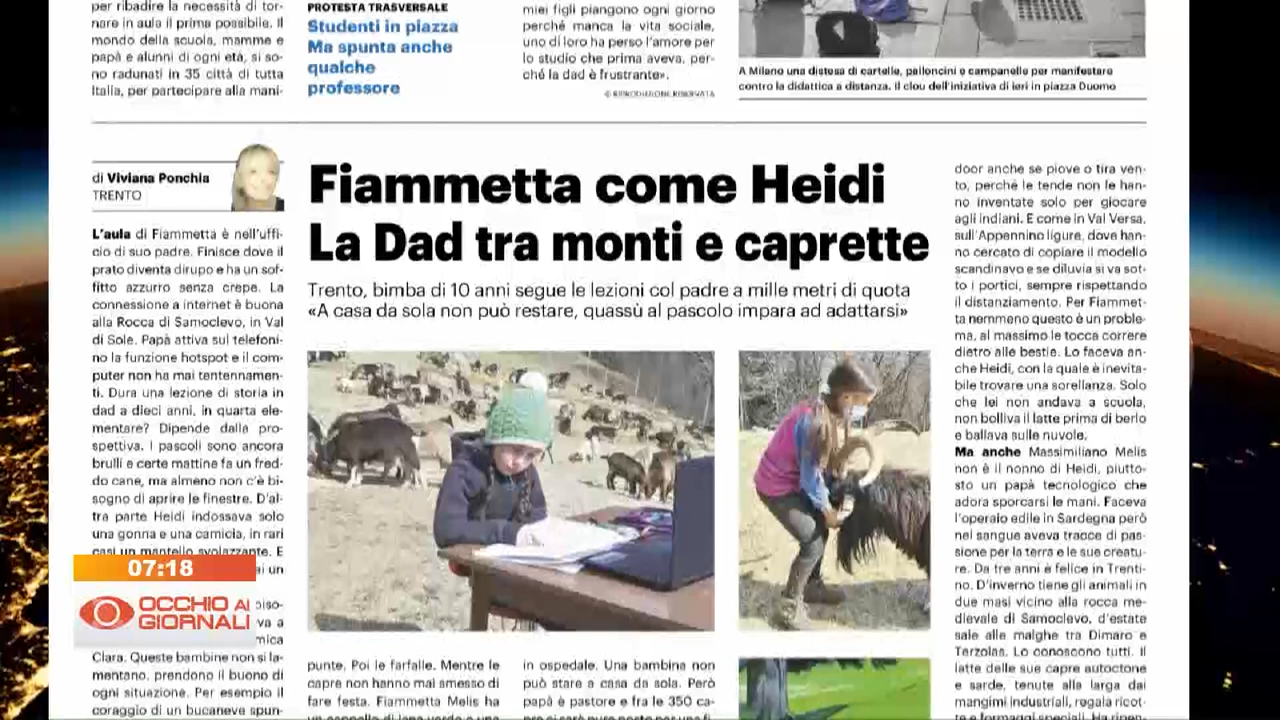 per ribadire la necessità di tor-
nare in aula il prima possibile. Il
mondo della scuola, mamme e
papà e alunni di ogni età, si so-
no radunati in 35 città di tutta
Italia, per partecipare alla mani-
PROTESTA TRASVERSALE
Studenti in piazza
Ma spunta anche
qualche
professore
miei figli piangono ogni giorno
perché manca la vita sociale,
uno di loro ha perso l'amore per
lo studio che prima aveva, per-
ché la dad è frustrante».
© RIPRODUZIONE RISERVATA
A Milano una distesa di cartelle, palloncini e campanelle per manifestare
contro la didattica a distanza. Il clou dell'iniziativa di ieri in piazza Duomo
di Viviana Ponchia
TRENTO
Fiammetta come Heidi
La Dad tra monti e caprette
Trento, bimba di 10 anni segue le lezioni col padre a mille metri di quota
«A casa da sola non può restare, quassù al pascolo impara ad adattarsi»
L'aula di Fiammetta è nell'uffi-
cio di suo padre. Finisce dove il
prato diventa dirupo e ha un sof-
fitto azzurro senza crepe. La
connessione a internet è buona
alla Rocca di Samoclevo, in Val
di Sole. Papà attiva sul telefoni-
no la funzione hotspot e il com-
puter non ha mai tentennamen-
ti. Dura una lezione di storia in
dad a dieci anni, in quarta ele-
mentare? Dipende dalla pro-
spettiva. I pascoli sono ancora
brulli e certe mattine fa un fred-
do cane, ma almeno non c'è bi-
sogno di aprire le finestre. D'al-
tra parte Heidi indossava solo
una gonna e una camicia, in rari
casi un mantello svolazzante. E
ai un
07:18
OCCHIO AI
GIORNALI
biso-
va a
mica
Clara. Queste bambine non si la-
mentano, prendono il buono di
ogni situazione. Per esempio il
coraggio di un bucaneve spun-
punte. Poi le farfalle. Mentre le
capre non hanno mai smesso di
fare festa. Fiammetta Melis ha
un cappello di lana verde e una
in ospedale. Una bambina non
può stare a casa da sola. Però
papà è pastore e fra le 350 ca-
door anche se piove o tira ven-
to, perché le tende non le han-
no inventate solo per giocare
agli indiani. E come in Val Versa,
sull'Appennino ligure, dove han-
no cercato di copiare il modello
scandinavo e se diluvia si va sot-
to i portici, sempre rispettando
il distanziamento. Per Fiammet-
ta nemmeno questo è un proble-
ma, al massimo le tocca correre
dietro alle bestie. Lo faceva an-
che Heidi, con la quale è inevita-
bile trovare una sorellanza. Solo
che lei non andava a scuola,
non bolliva il latte prima di berlo
e ballava sulle nuvole.
Ma anche Massimiliano Melis
non è il nonno di Heidi, piutto-
sto un papà tecnologico che
adora sporcarsi le mani. Faceva
l'operaio edile in Sardegna però
nel sangue aveva tracce di pas-
sione per la terra e le sue creatu-
re. Da tre anni è felice in Trenti-
no. D'inverno tiene gli animali in
due masi vicino alla rocca me-
dievale di Samoclevo, d'estate
sale alle malghe tra Dimaro e
Terzolas. Lo conoscono tutti. Il
latte delle sue capre autoctone
e sarde, tenute alla larga dai
mangimi industriali, regala ricot-
te e formaggi speciali. Ha ripen-